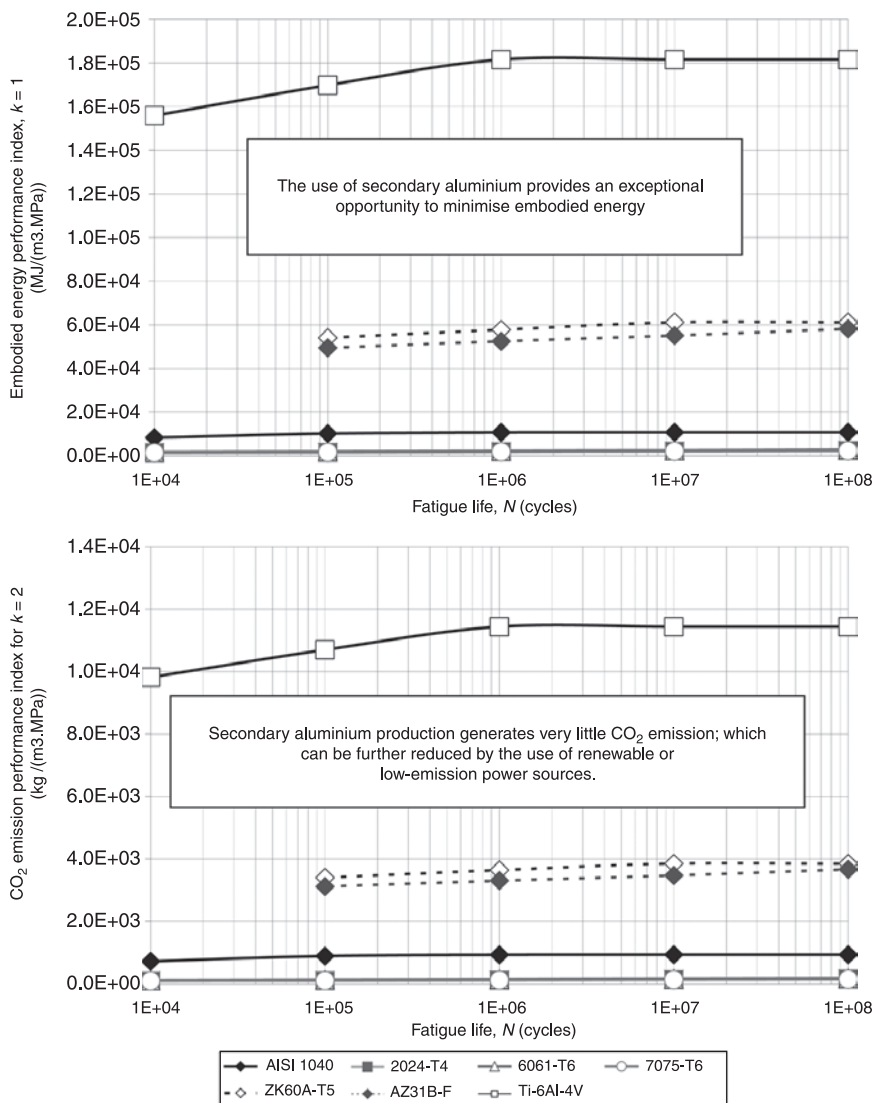 Embodied energy performance index, k = 1
(MJ/(m3.MPa))
2.0E+05
1.8E+05
1.6E+05
1.4E+05
1.2E+05
1.0E+05
8.0E+04
6.0E+04
4.0E+04
2.0E+04
0.0E+00
The use of secondary aluminium provides an exceptional
opportunity to minimise embodied energy
1E+04 1E+05 1E+06 1E+07 1E+08
Fatigue life, N (cycles)
CO2 emission performance index for k = 2
(kg /(m3.MPa))
1.4E+04
1.2E+04
1.0E+04
8.0E+03
6.0E+03
4.0E+03
2.0E+03
0.0E+00
Secondary aluminium production generates very little CO2 emission; which
can be further reduced by the use of renewable or
low-emission power sources.
1E+04 1E+05 1E+06 1E+07 1E+08
Fatigue life, N (cycles)
AISI 1040 2024-T4 6061-T6 7075-T6
ZK60A-T5 AZ31B-F Ti-6Al-4V